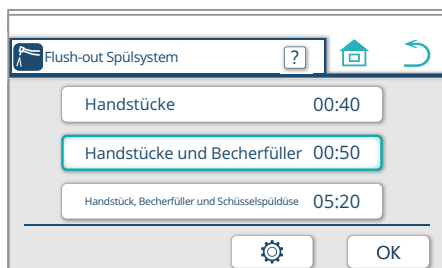 Flush-out Spülsystem ?
Handstücke 00:40
Handstücke und Becherfüller 00:50
Handstück, Becherfüller und Schüsselspüldüse 05:20
OK